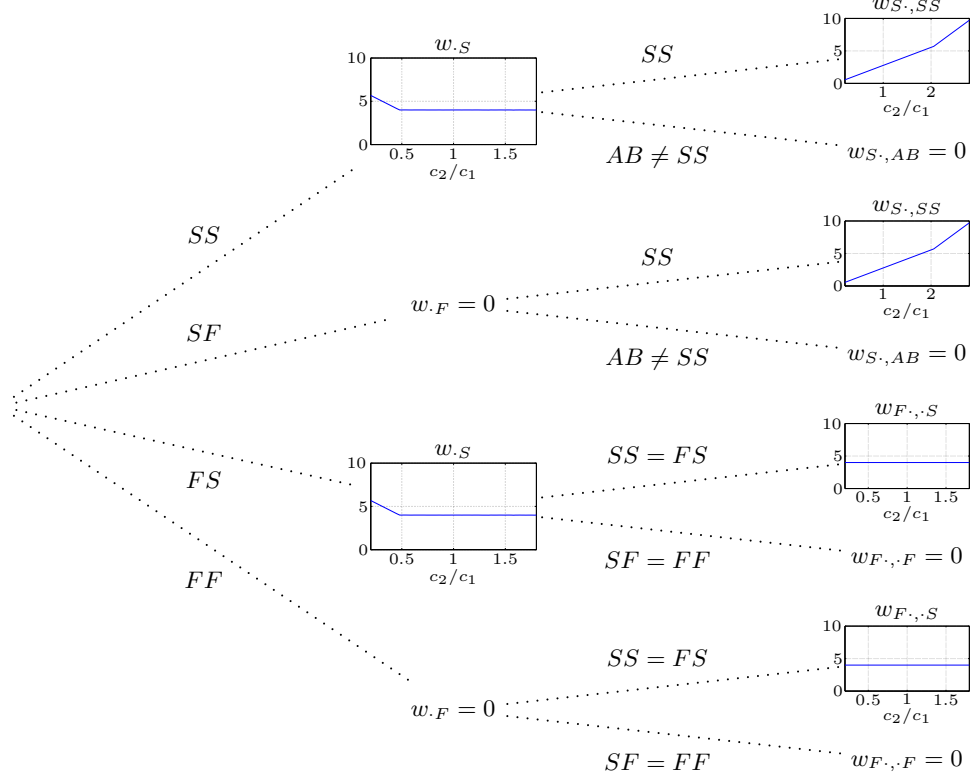 w_{S·,SS}
10
5
0
1 2
c_2/c_1
w_{·S}
10
5
0
0.5 1 1.5
c_2/c_1
SS
AB ≠ SS
w_{S·,AB} = 0
SS
w_{S·,SS}
10
5
0
1 2
c_2/c_1
SS
SF
w_{·F} = 0
AB ≠ SS
w_{S·,AB} = 0
w_{F·,·S}
10
5
0
0.5 1 1.5
c_2/c_1
w_{·S}
10
5
0
0.5 1 1.5
c_2/c_1
SS = FS
FS
SF = FF
w_{F·,·F} = 0
FF
w_{F·,·S}
10
5
0
0.5 1 1.5
c_2/c_1
SS = FS
w_{·F} = 0
SF = FF
w_{F·,·F} = 0